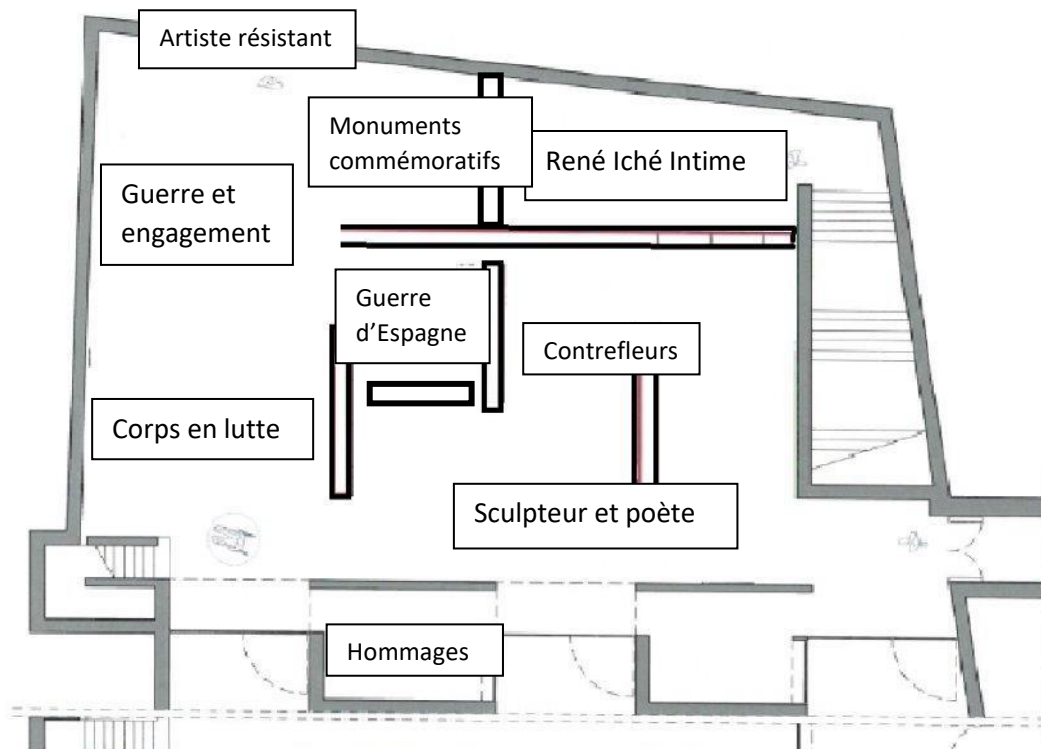 Artiste résistant
Monuments
commémoratifs
René Iché Intime
Guerre et
engagement
Guerre
d’Espagne
Contrefleurs
Corps en lutte
Sculpteur et poète
Hommages